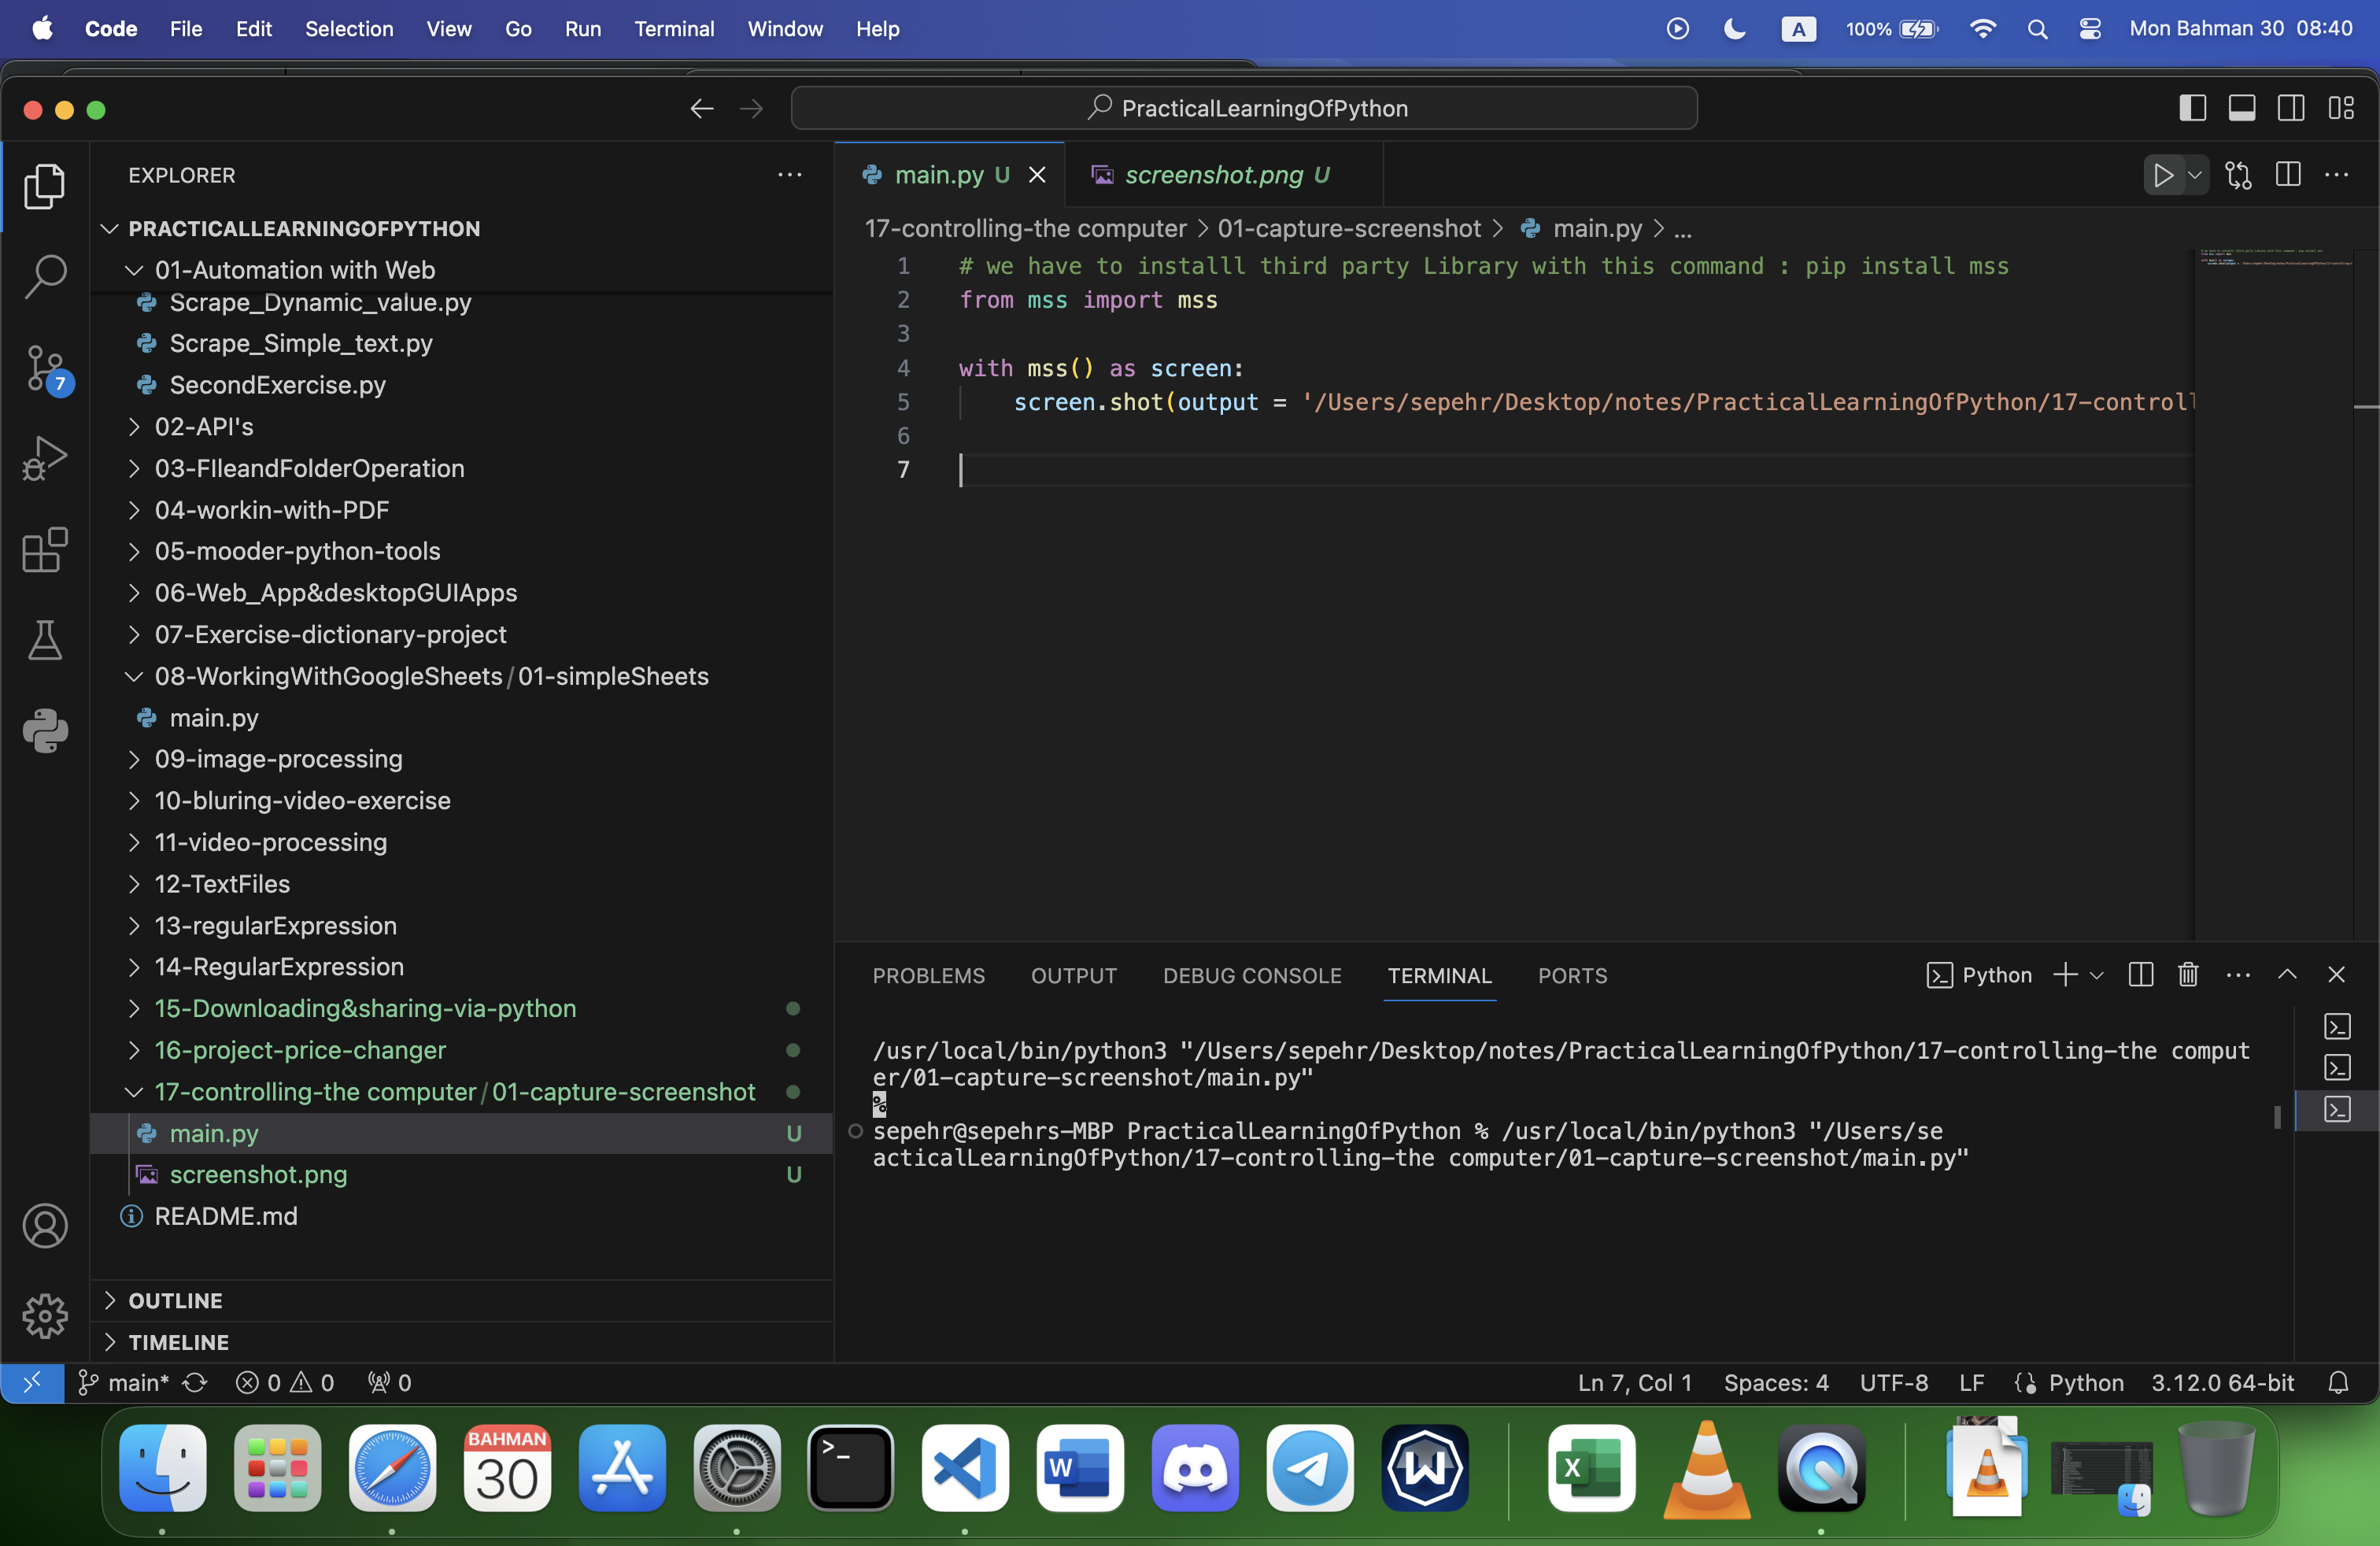 Code File Edit Selection View Go Run Terminal Window Help A 100% Mon Bahman 30 08:40
PracticalLearningOfPython
EXPLORER
PRACTICALLEARNINGOFPYTHON
01-Automation with Web
Scrape_Dynamic_value.py
Scrape_Simple_text.py
SecondExercise.py
02-API's
03-FIleandFolderOperation
04-workin-with-PDF
05-mooder-python-tools
06-Web_App&desktopGUIApps
07-Exercise-dictionary-project
08-WorkingWithGoogleSheets/01-simpleSheets
main.py
09-image-processing
10-bluring-video-exercise
11-video-processing
12-TextFiles
13-regularExpression
14-RegularExpression
15-Downloading&sharing-via-python
16-project-price-changer
17-controlling-the computer/01-capture-screenshot
main.py U
screenshot.png U
README.md
OUTLINE
TIMELINE
7
main.py U screenshot.png U
17-controlling-the computer > 01-capture-screenshot > main.py > ...
1 # we have to installl third party Library with this command : pip install mss
2 from mss import mss
3
4 with mss() as screen:
5 screen.shot(output = '/Users/sepehr/Desktop/notes/PracticalLearningOfPython/17-controll
6
7
PROBLEMS OUTPUT DEBUG CONSOLE TERMINAL PORTS Python
/usr/local/bin/python3 "/Users/sepehr/Desktop/notes/PracticalLearningOfPython/17-controlling-the comput
er/01-capture-screenshot/main.py"
%
sepehr@sepehrs-MBP PracticalLearningOfPython % /usr/local/bin/python3 "/Users/se
acticalLearningOfPython/17-controlling-the computer/01-capture-screenshot/main.py"
main* 0 0 0 Ln 7, Col 1 Spaces: 4 UTF-8 LF Python 3.12.0 64-bit
BAHMAN
30
W
W
X